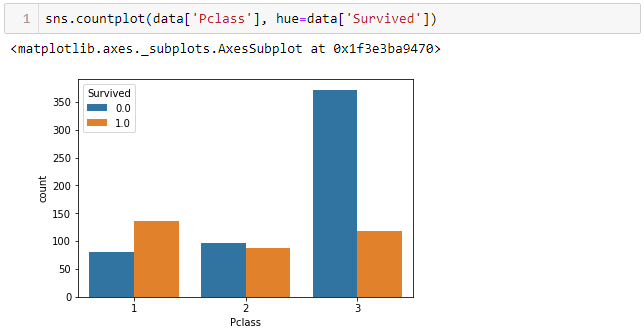 1 sns.countplot(data['Pclass'], hue=data['Survived'])
<matplotlib.axes._subplots.AxesSubplot at 0x1f3e3ba9470>
Survived
0.0
1.0
350
300
250
200
150
100
50
0
count
1 2 3
Pclass